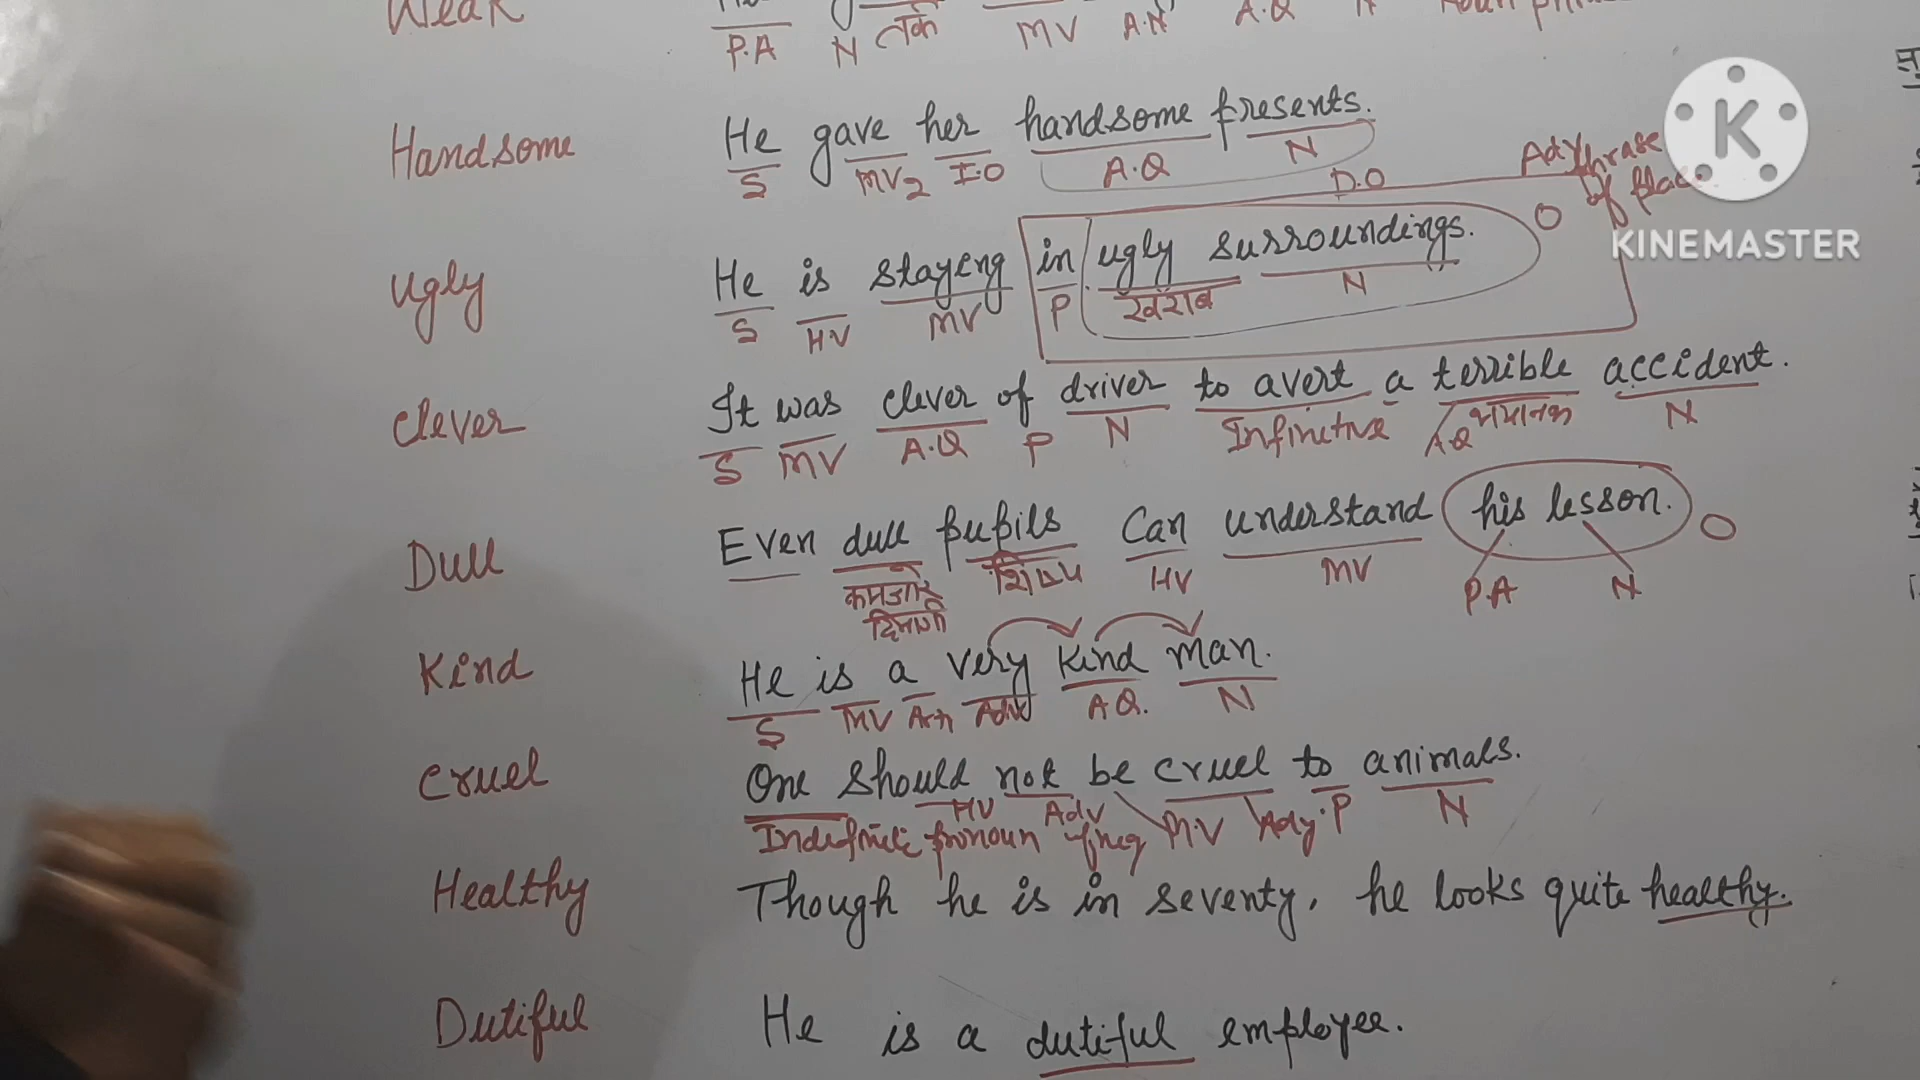 Weak
P.A N तक MV A.N A.Q N
Handsome He gave her handsome presents.
S MV2 I.O A.Q N
D.O
Adv Phrase of place
Ugly He is staying in ugly surroundings. O
S HV MV P खराब N
Clever It was clever of driver to avert a terrible accident.
S MV A.Q P N Infinitive A.Q भयानक N
Dull Even dull pupils can understand his lesson. O
कमजोर दिमागी शिष्य HV MV P.A N
Kind He is a very kind man.
S MV Art Adv A.Q. N
Cruel One should not be cruel to animals.
Indefinite pronoun HV Adv of neg M.V Adj. P N
Healthy Though he is in seventy, he looks quite healthy.
Dutiful He is a dutiful employee.
K
KINEMASTER